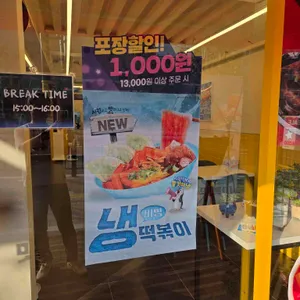 BREAK TIME
15:00~16:00
포장할인!
1,000원
13,000원 이상 주문 시
NEW
냉
떡볶이